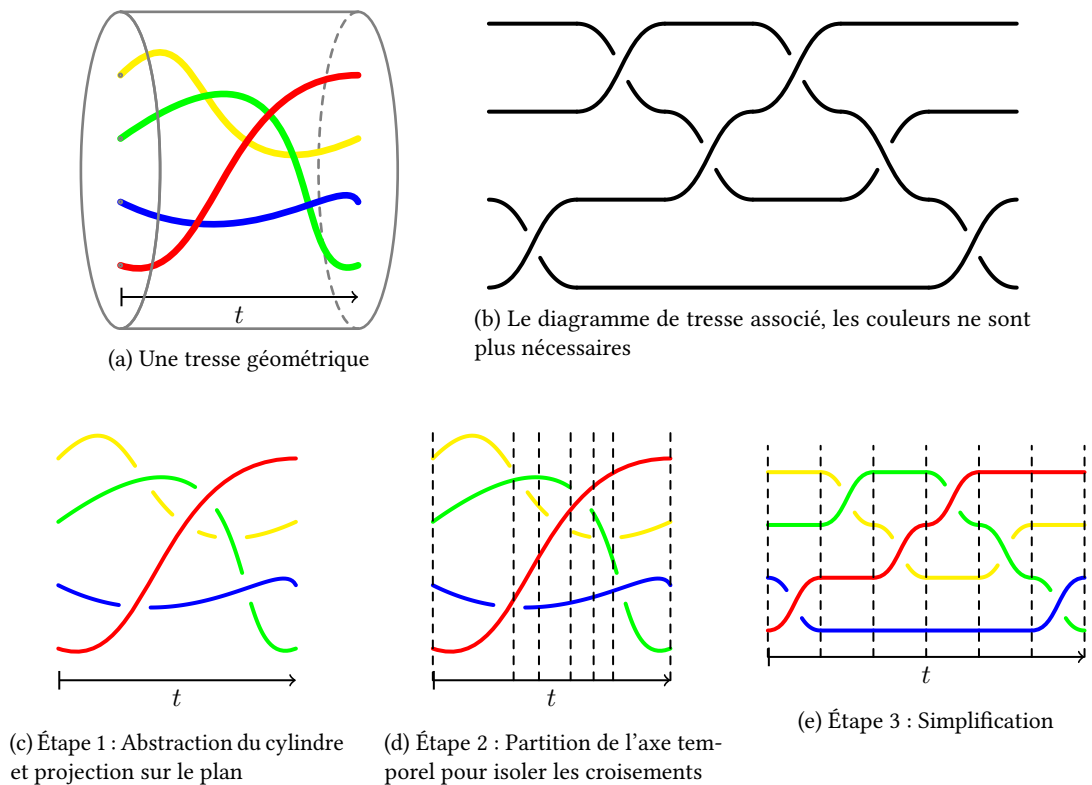 t
(a) Une tresse géométrique
(b) Le diagramme de tresse associé, les couleurs ne sont
plus nécessaires
t
(c) Étape 1 : Abstraction du cylindre
et projection sur le plan
t
(d) Étape 2 : Partition de l'axe tem-
porel pour isoler les croisements
t
(e) Étape 3 : Simplification